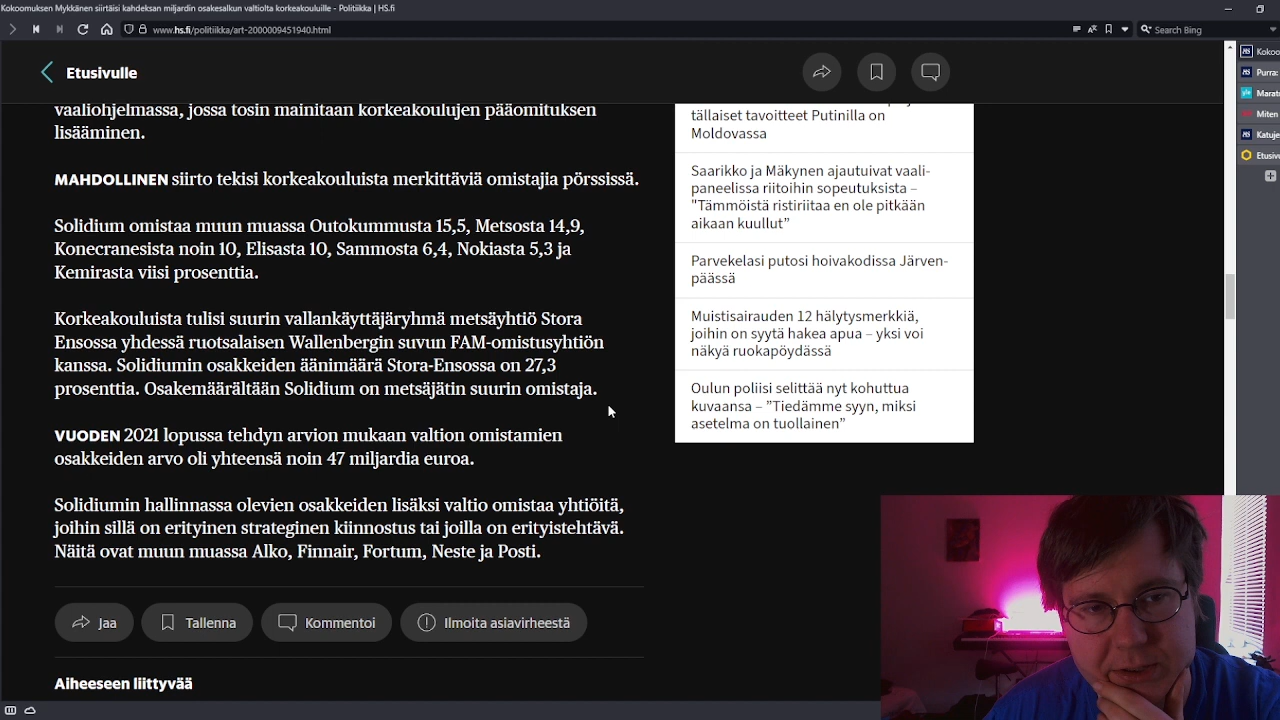 Kokoomuksen Mykkänen siirtäisi kahdeksan miljardin osakesalkun valtiolta korkeakouluille - Politiikka | HS.fi
www.hs.fi/politiikka/art-2000009451940.html
Search Bing
Etusivulle
vaaliohjelmassa, jossa tosin mainitaan korkeakoulujen pääomituksen
lisääminen.
MAHDOLLINEN siirto tekisi korkeakouluista merkittäviä omistajia pörssissä.
Solidium omistaa muun muassa Outokummusta 15,5, Metsosta 14,9,
Konecranesista noin 10, Elisasta 10, Sammosta 6,4, Nokiasta 5,3 ja
Kemirasta viisi prosenttia.
Korkeakouluista tulisi suurin vallankäyttäjäryhmä metsäyhtiö Stora
Ensossa yhdessä ruotsalaisen Wallenbergin suvun FAM-omistusyhtiön
kanssa. Solidiumin osakkeiden äänimäärä Stora-Ensossa on 27,3
prosenttia. Osakemäärältään Solidium on metsäjätin suurin omistaja.
VUODEN 2021 lopussa tehdyn arvion mukaan valtion omistamien
osakkeiden arvo oli yhteensä noin 47 miljardia euroa.
Solidiumin hallinnassa olevien osakkeiden lisäksi valtio omistaa yhtiöitä,
joihin sillä on erityinen strateginen kiinnostus tai joilla on erityistehtävä.
Näitä ovat muun muassa Alko, Finnair, Fortum, Neste ja Posti.
Jaa
Tallenna
Kommentoi
Ilmoita asiavirheestä
Aiheeseen liittyvää
tällaiset tavoitteet Putinilla on
Moldovassa
Saarikko ja Mäkynen ajautuivat vaali-
paneelissa riitoihin sopeutuksista –
"Tämmöistä ristiriitaa en ole pitkään
aikaan kuullut”
Parvekelasi putosi hoivakodissa Järven-
päässä
Muistisairauden 12 hälytysmerkkiä,
joihin on syytä hakea apua – yksi voi
näkyä ruokapöydässä
Oulun poliisi selittää nyt kohuttua
kuvaansa – ”Tiedämme syyn, miksi
asetelma on tuollainen”
HS Kokoo
HS Purra:
yle Marat
Miten
HS Katuje
Etusiv